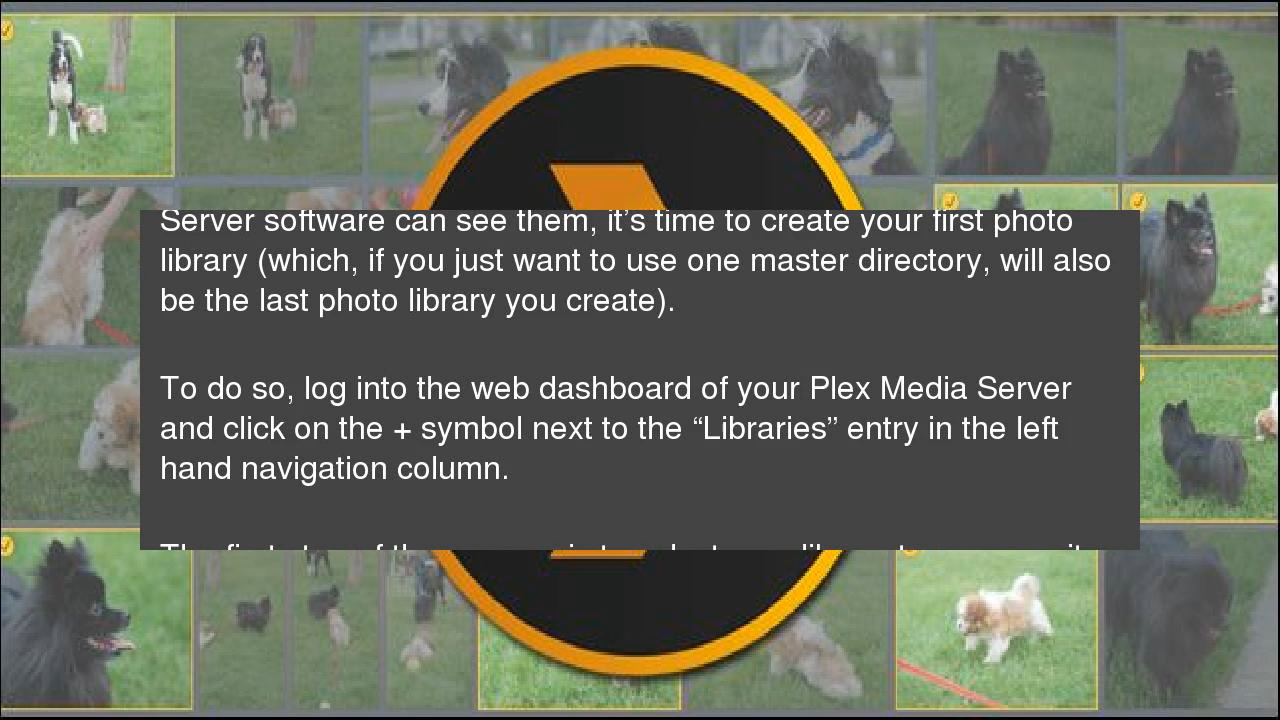 Server software can see them, it’s time to create your first photo
library (which, if you just want to use one master directory, will also
be the last photo library you create).
To do so, log into the web dashboard of your Plex Media Server
and click on the + symbol next to the “Libraries” entry in the left
hand navigation column.